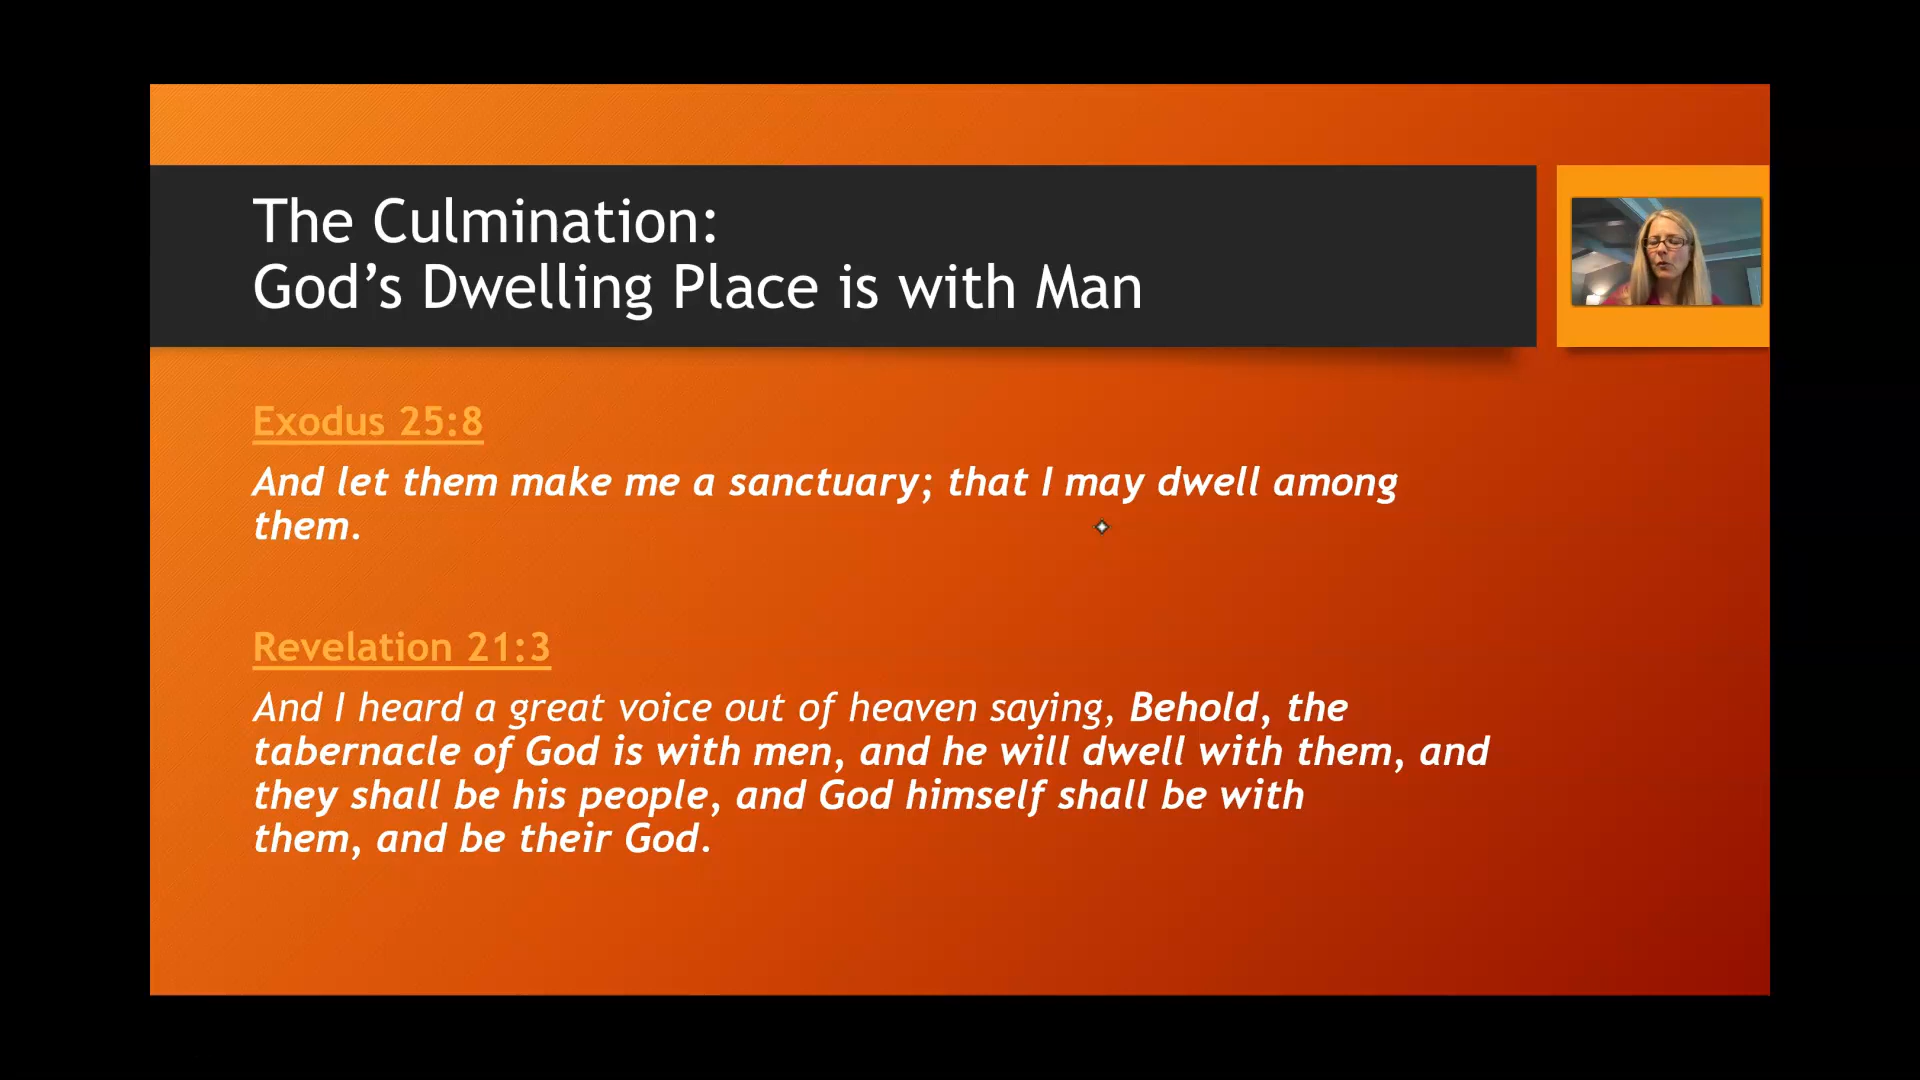 The Culmination:
God’s Dwelling Place is with Man
Exodus 25:8
And let them make me a sanctuary; that I may dwell among
them.
Revelation 21:3
And I heard a great voice out of heaven saying, Behold, the
tabernacle of God is with men, and he will dwell with them, and
they shall be his people, and God himself shall be with
them, and be their God.